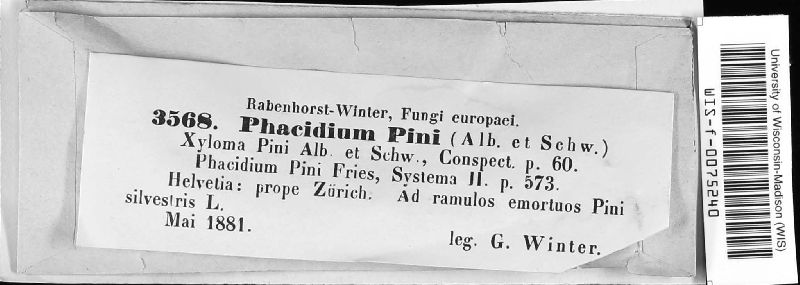 Rabenhorst-Winter, Fungi europaei.
3568. Phacidium Pini (Alb. et Schw.)
Xyloma Pini Alb. et Schw., Conspect. p. 60.
Phacidium Pini Fries, Systema II. p. 573.
Helvetia: prope Zürich. Ad ramulos emortuos Pini
silvestris L.
Mai 1881.
leg. G. Winter.
University of Wisconsin-Madison (WIS)
WIS-f-0075240